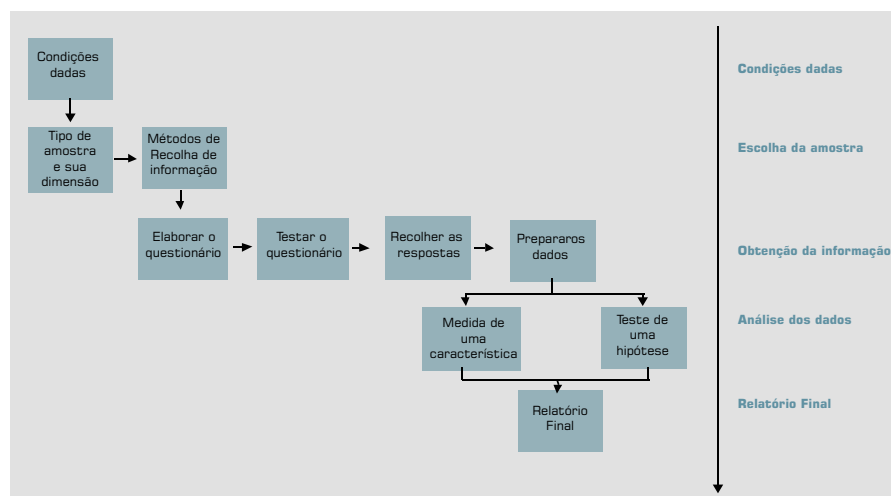 Condições
dadas
Condições dadas
Tipo de
amostra
e sua
dimensão
Métodos de
Recolha de
informação
Escolha da amostra
Elaborar o
questionário
Testar o
questionário
Recolher as
respostas
Prepararos
dados
Obtenção da informação
Medida de
uma
característica
Teste de
uma
hipótese
Análise dos dados
Relatório
Final
Relatório Final